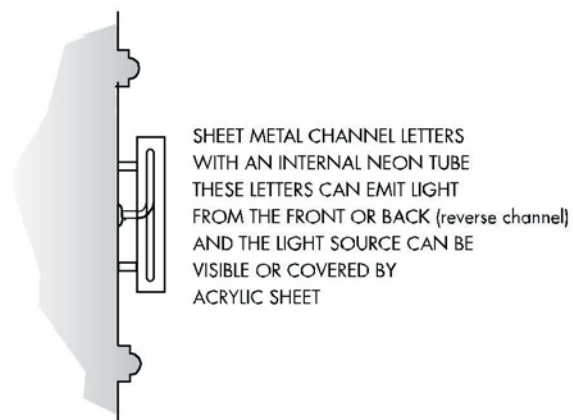 SHEET METAL CHANNEL LETTERS
WITH AN INTERNAL NEON TUBE
THESE LETTERS CAN EMIT LIGHT
FROM THE FRONT OR BACK (reverse channel)
AND THE LIGHT SOURCE CAN BE
VISIBLE OR COVERED BY
ACRYLIC SHEET